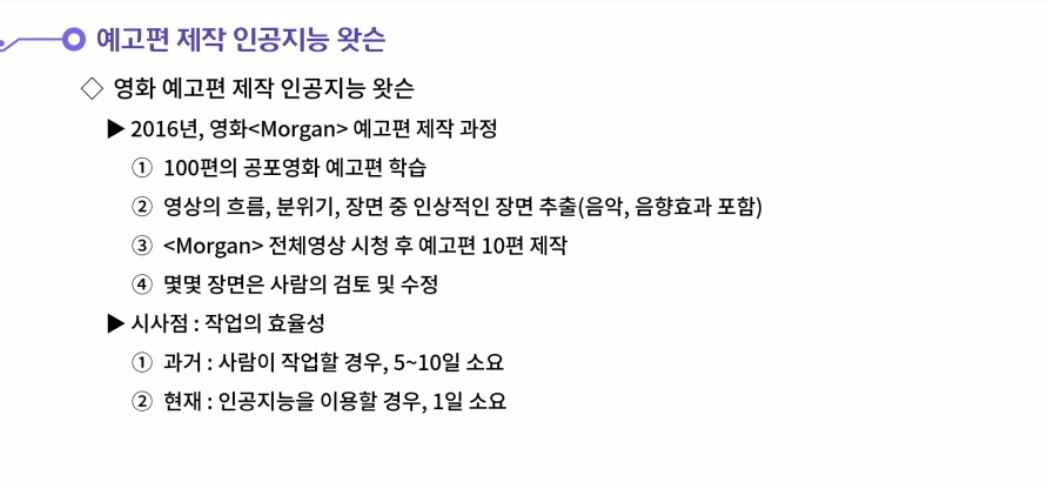 예고편 제작 인공지능 왓슨
◇ 영화 예고편 제작 인공지능 왓슨
▶ 2016년, 영화<Morgan> 예고편 제작 과정
① 100편의 공포영화 예고편 학습
② 영상의 흐름, 분위기, 장면 중 인상적인 장면 추출(음악, 음향효과 포함)
③ <Morgan> 전체영상 시청 후 예고편 10편 제작
④ 몇몇 장면은 사람의 검토 및 수정
▶ 시사점 : 작업의 효율성
① 과거 : 사람이 작업할 경우, 5~10일 소요
② 현재 : 인공지능을 이용할 경우, 1일 소요